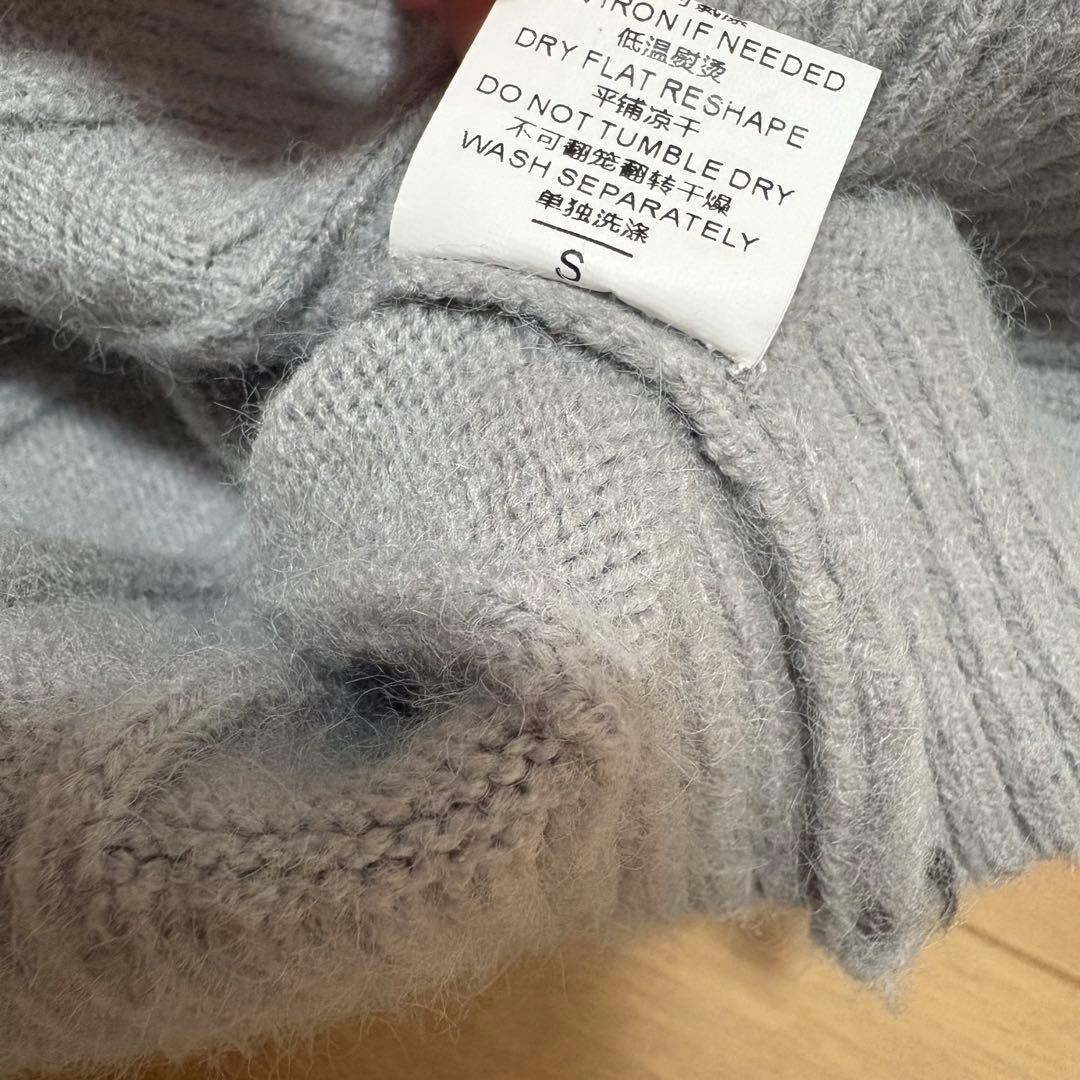 IRON IF NEEDED
低温熨烫
DRY FLAT RESHAPE
平铺凉干
DO NOT TUMBLE DRY
不可翻笼翻转干燥
WASH SEPARATELY
单独洗涤
S